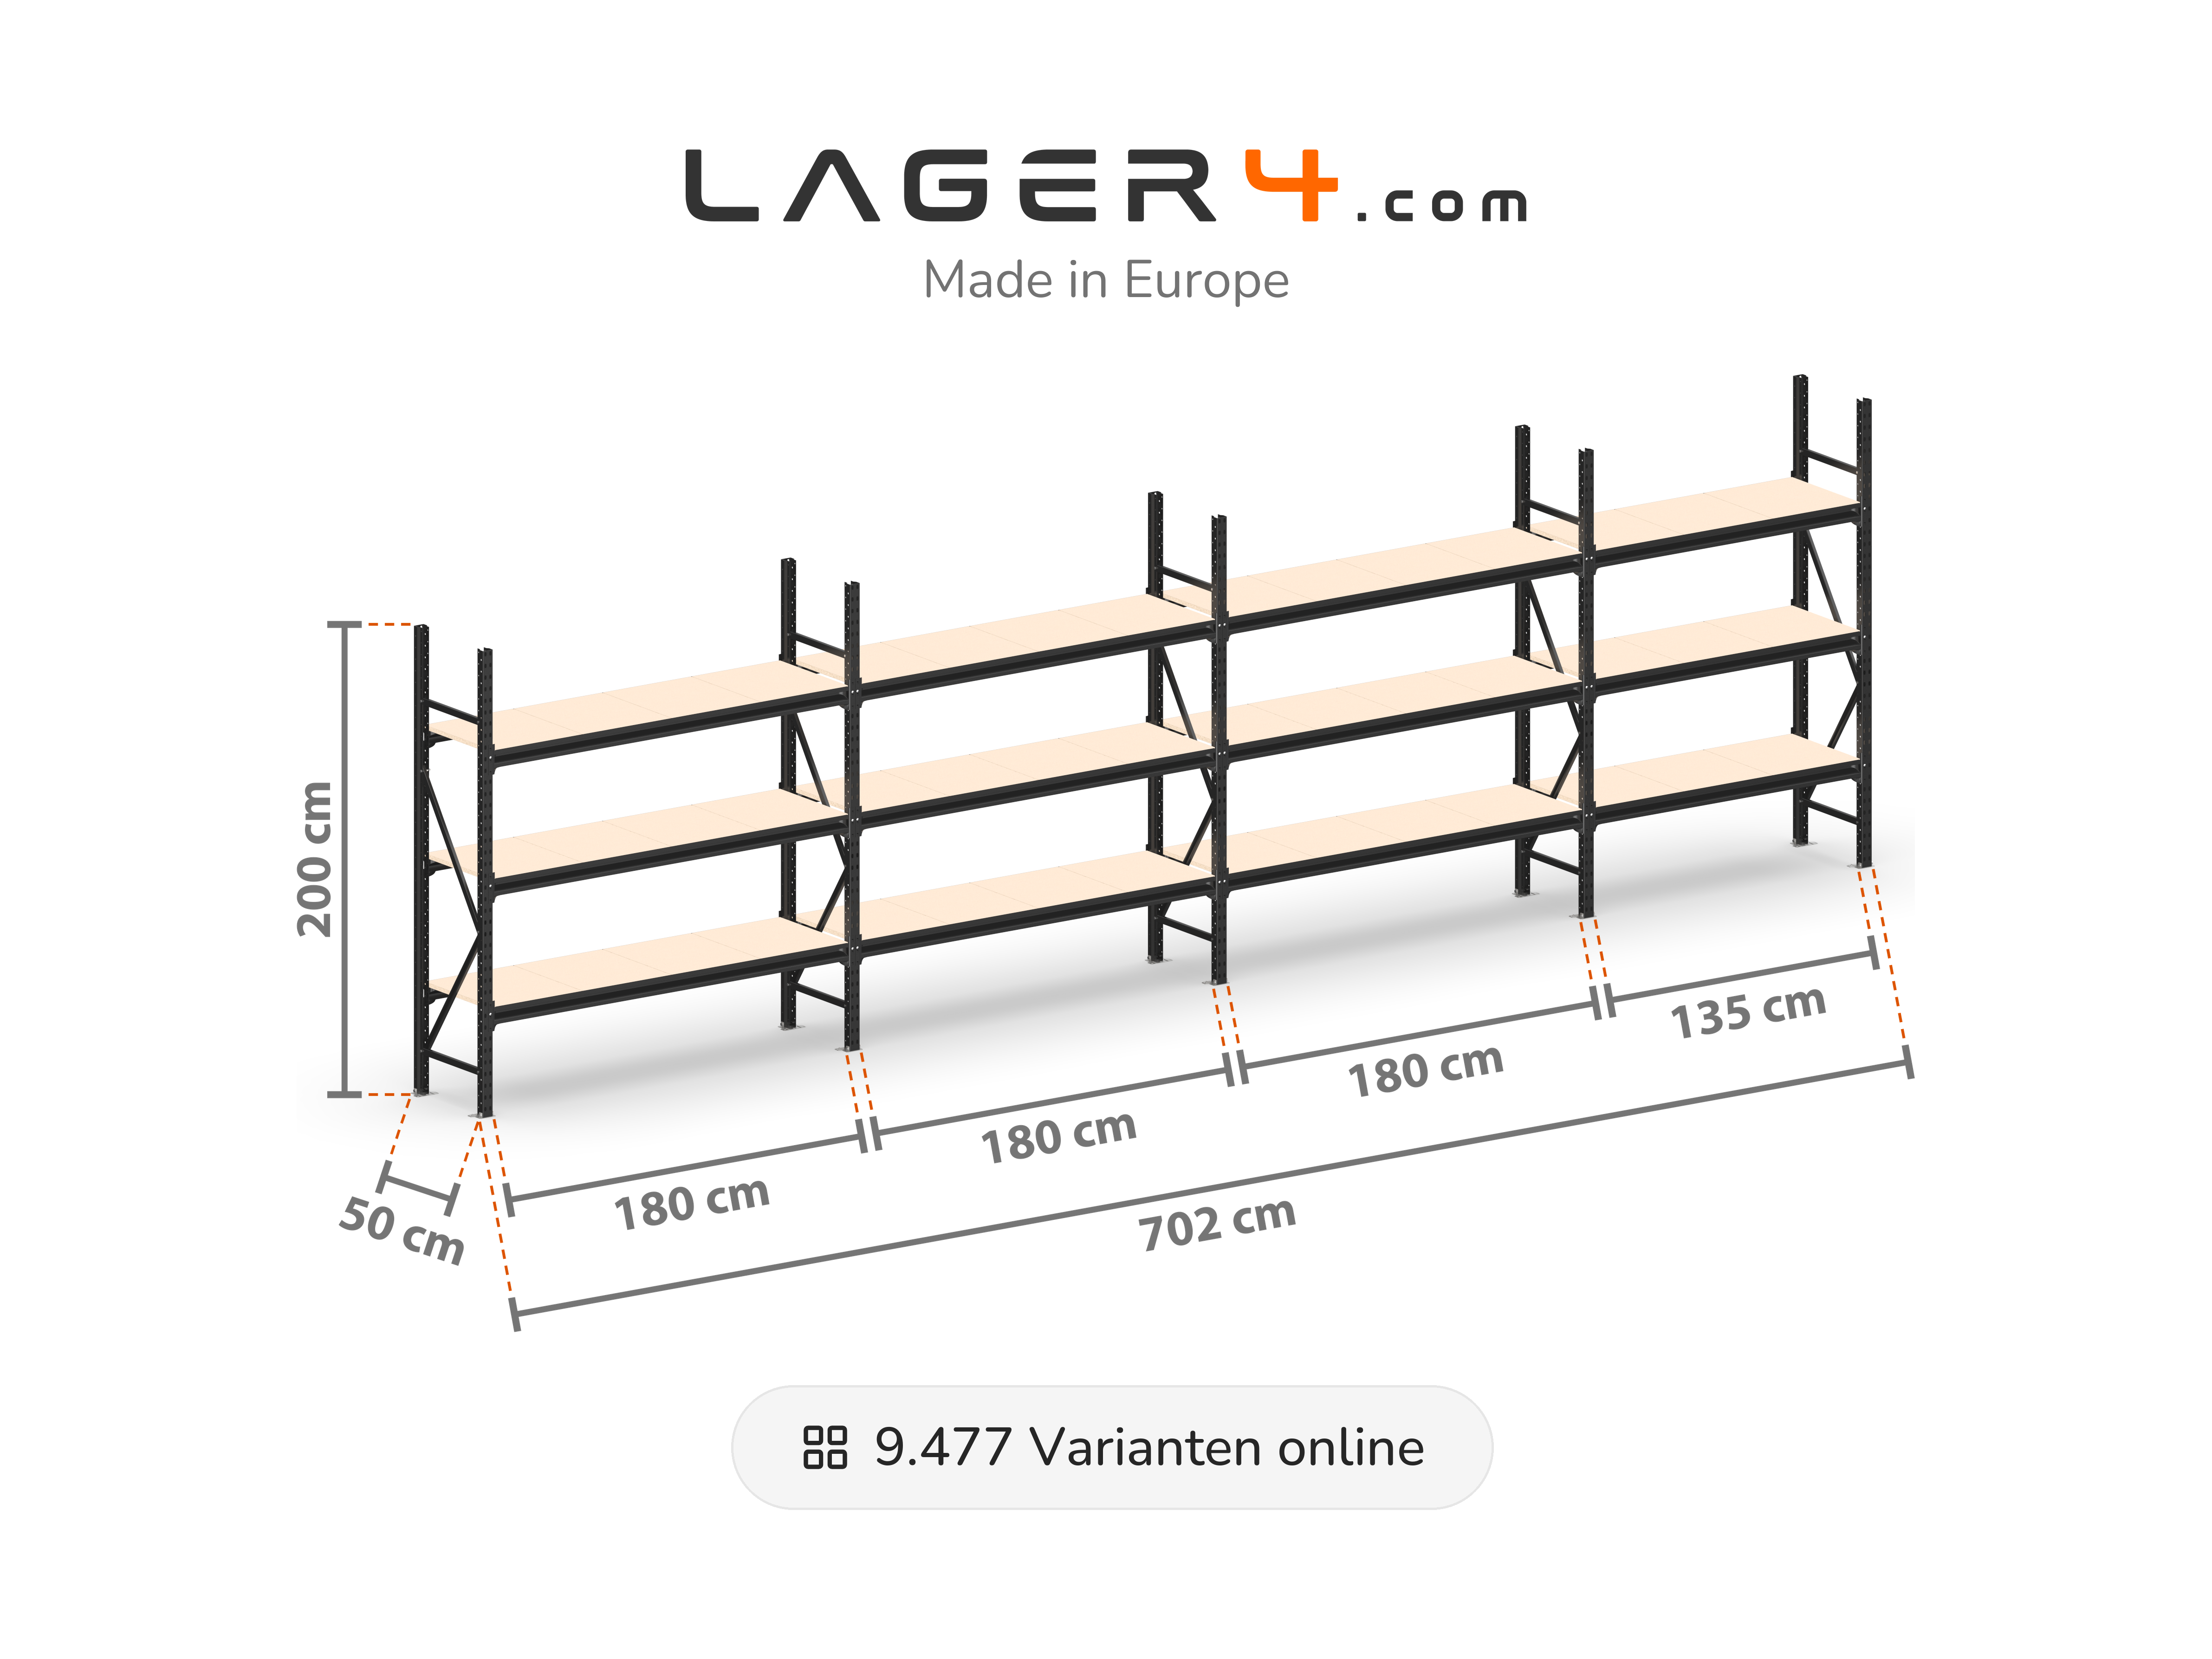 LAGER4.com
Made in Europe
200 cm
50 cm
180 cm
180 cm
180 cm
135 cm
702 cm
9.477 Varianten online